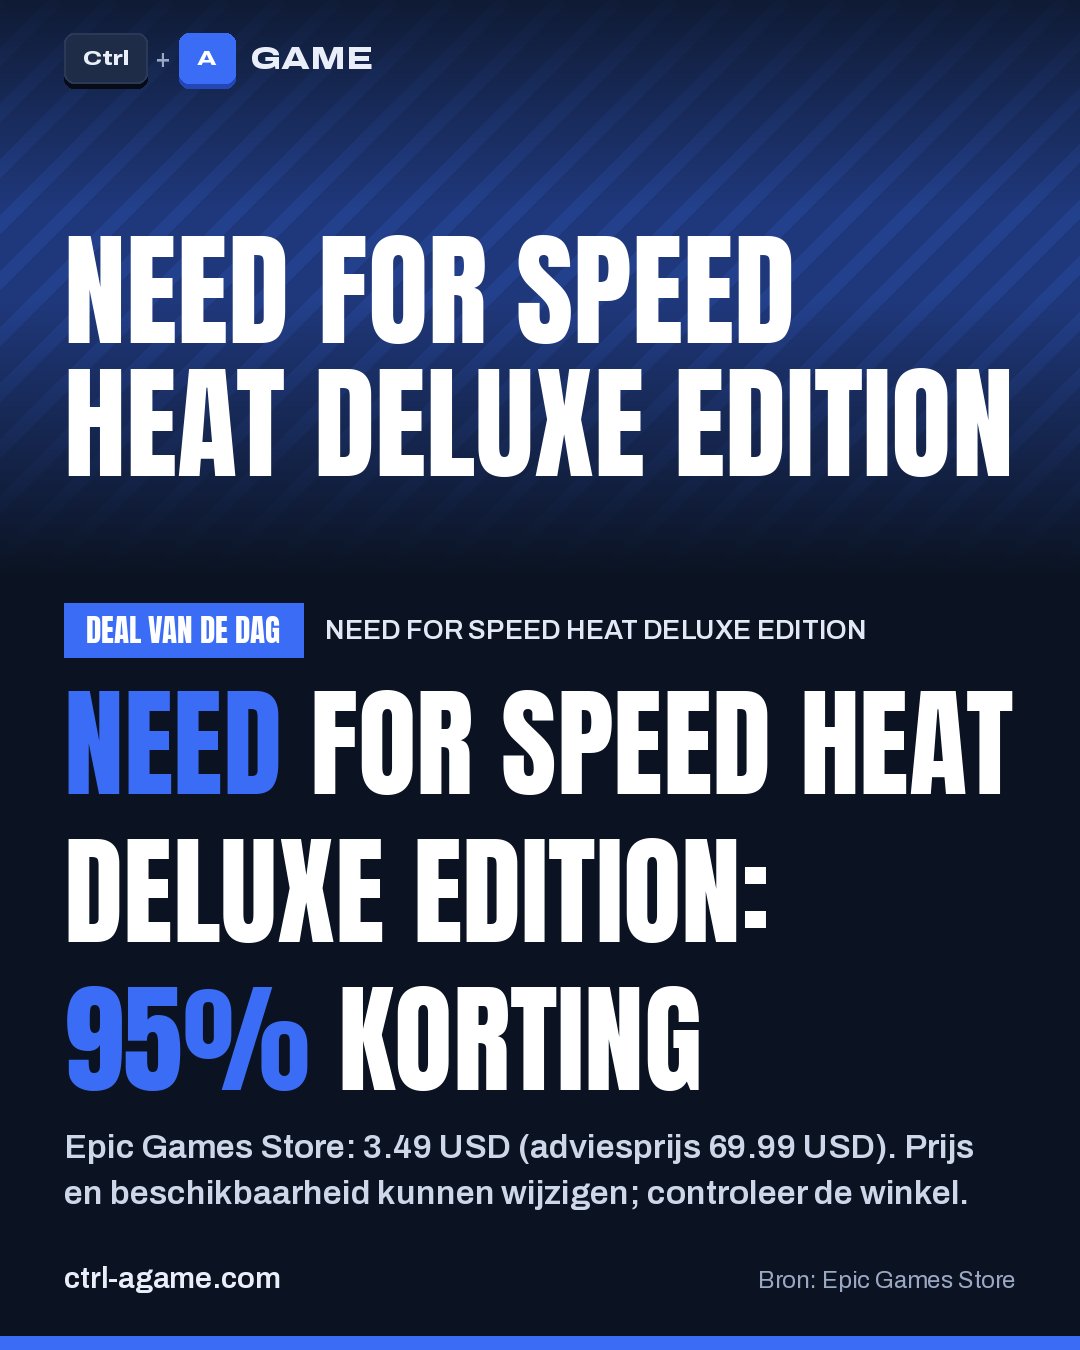 Ctrl + A GAME
NEED FOR SPEED
HEAT DELUXE EDITION
DEAL VAN DE DAG NEED FOR SPEED HEAT DELUXE EDITION
NEED FOR SPEED HEAT
DELUXE EDITION:
95% KORTING
Epic Games Store: 3.49 USD (adviesprijs 69.99 USD). Prijs
en beschikbaarheid kunnen wijzigen; controleer de winkel.
ctrl-agame.com Bron: Epic Games Store